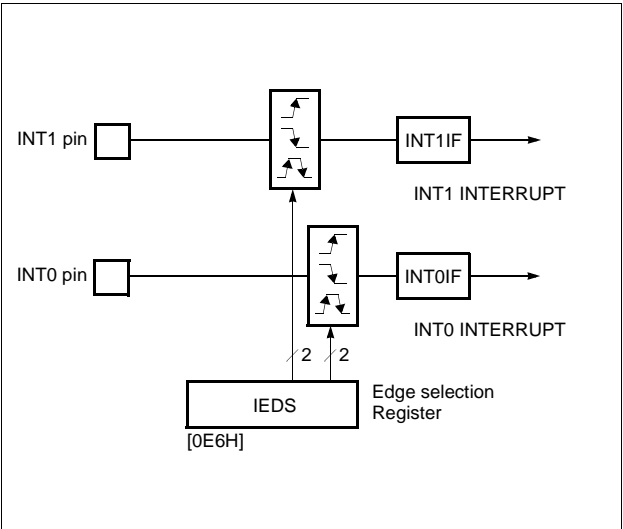 INT1 pin
INT1IF
INT1 INTERRUPT
INT0 pin
INT0IF
INT0 INTERRUPT
2 2
IEDS
Edge selection
Register
[0E6H]